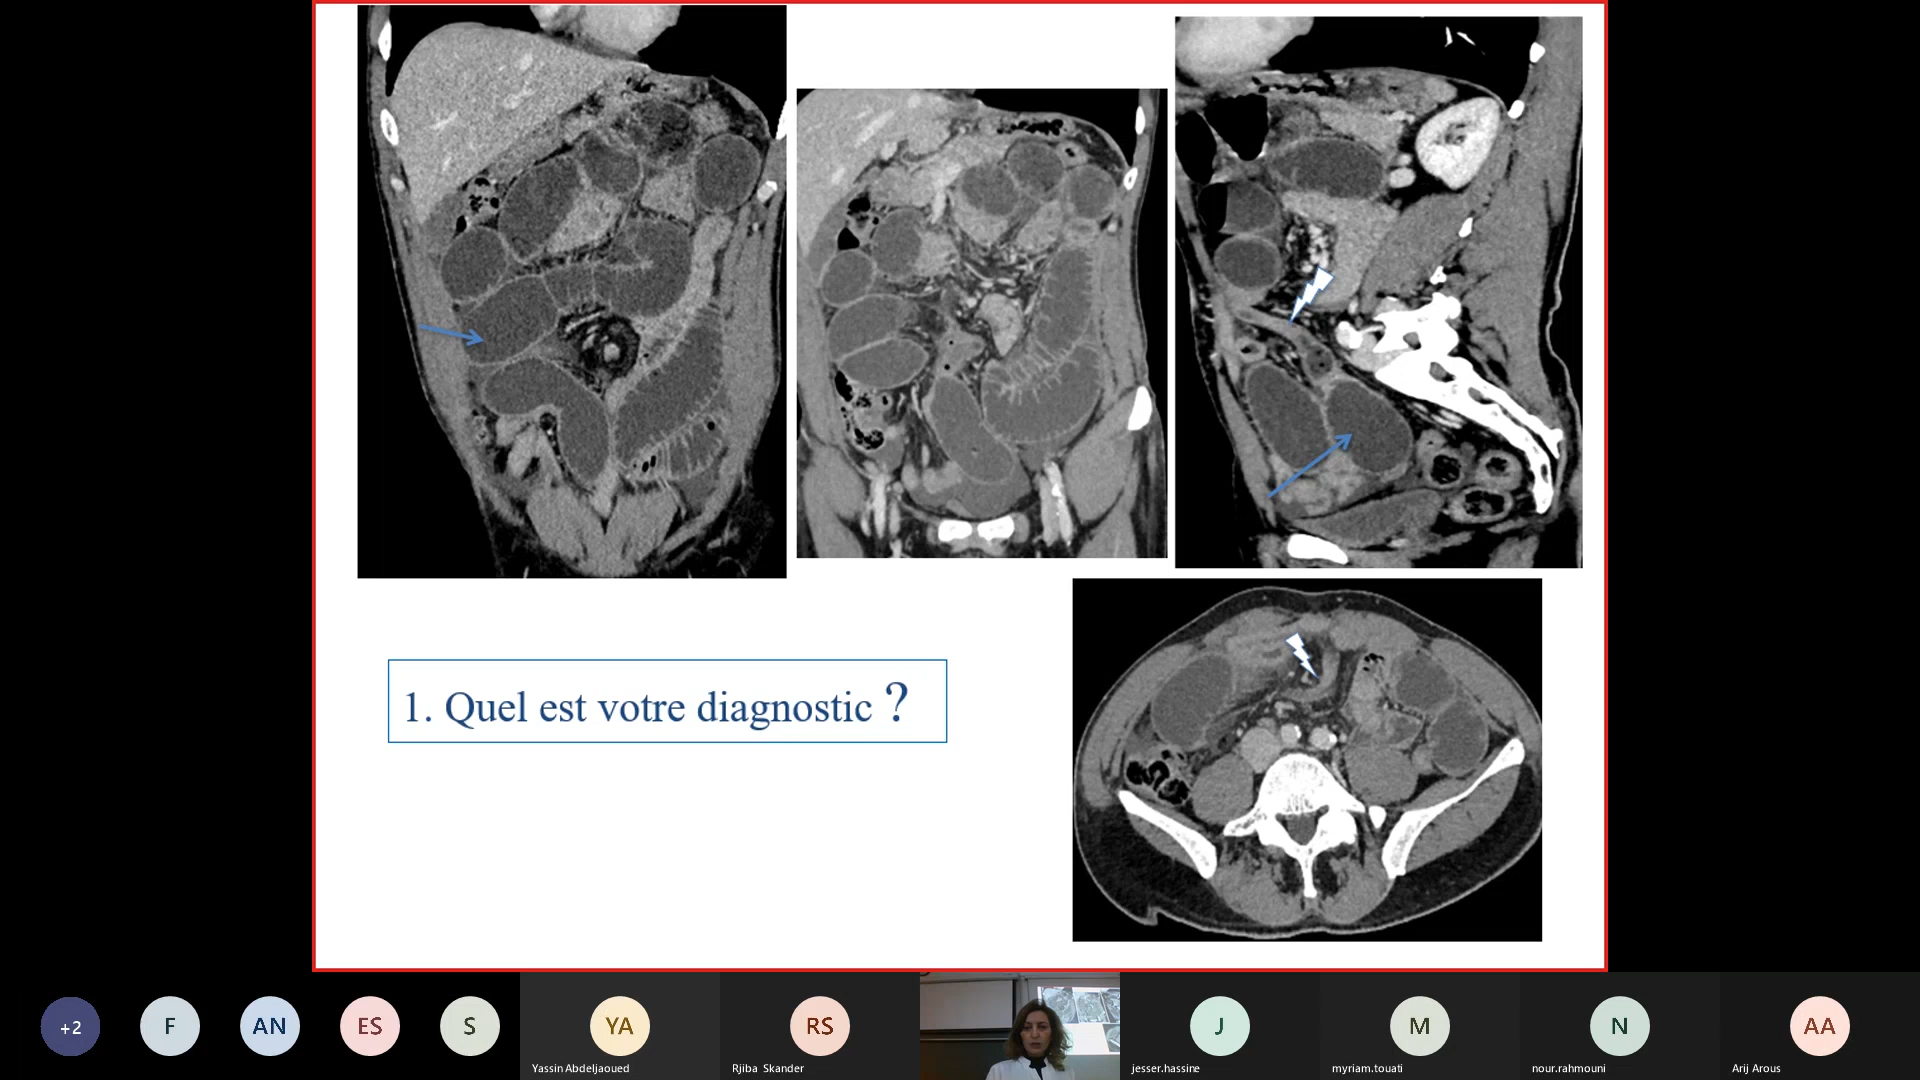 1. Quel est votre diagnostic ?
+2
F
AN
ES
S
YA
RS
J
M
N
AA
Yassin Abdeljaoued
Rjiba Skander
jesser.hassine
myriam.touati
nour.rahmouni
Arij Arous